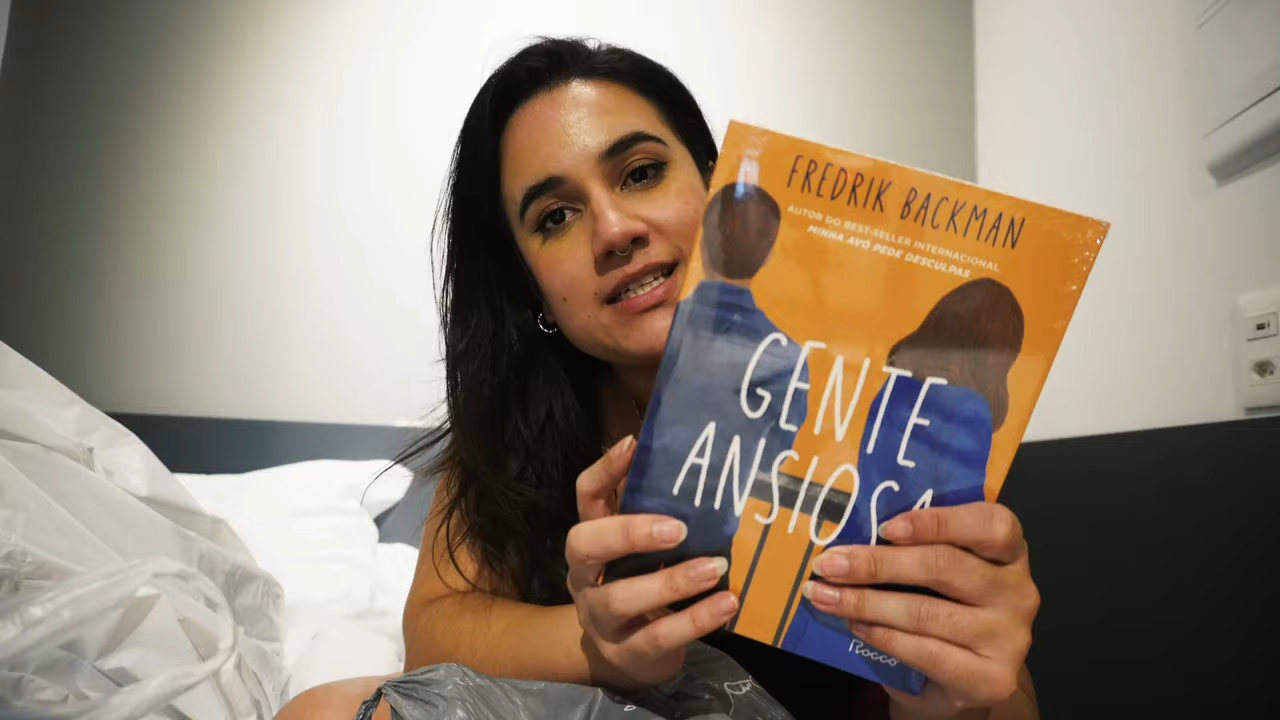 FREDRIK BACKMAN
AUTOR DO BEST-SELLER INTERNACIONAL
MINHA AVÓ PEDE DESCULPAS
GENTE
ANSIOSA
Rocco